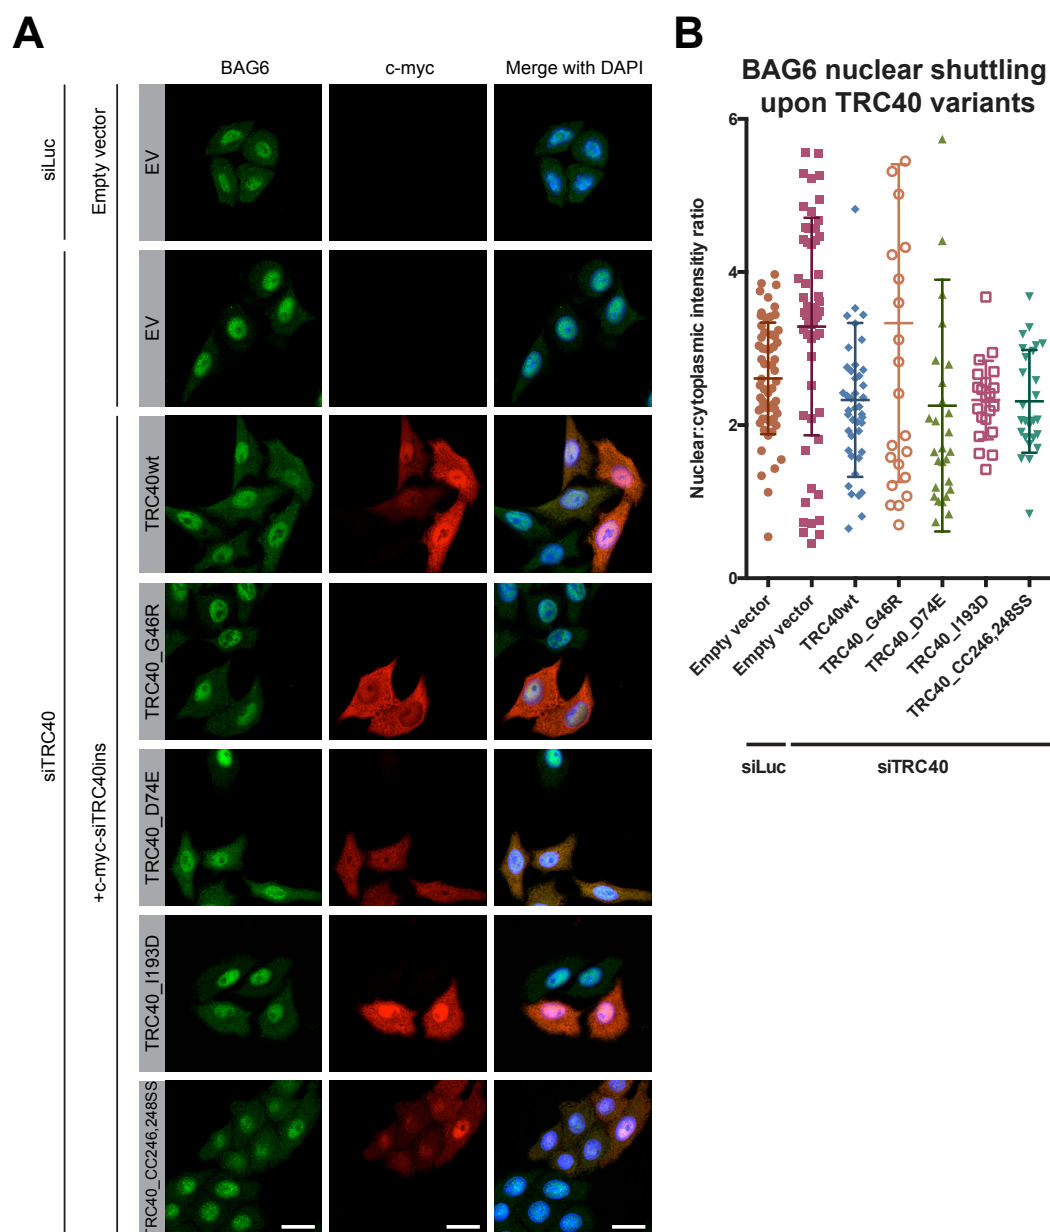 A
BAG6
c-myc
Merge with DAPI
siLuc
Empty vector
EV
siTRC40
EV
+c-myc-siTRC40ins
TRC40wt
TRC40_G46R
TRC40_D74E
TRC40_I193D
TRC40_CC246,248SS
B
BAG6 nuclear shuttling
upon TRC40 variants
Nuclear:cytoplasmic intensitiy ratio
6
4
2
0
Empty vector
Empty vector
TRC40wt
TRC40_G46R
TRC40_D74E
TRC40_I193D
TRC40_CC246,248SS
siLuc
siTRC40